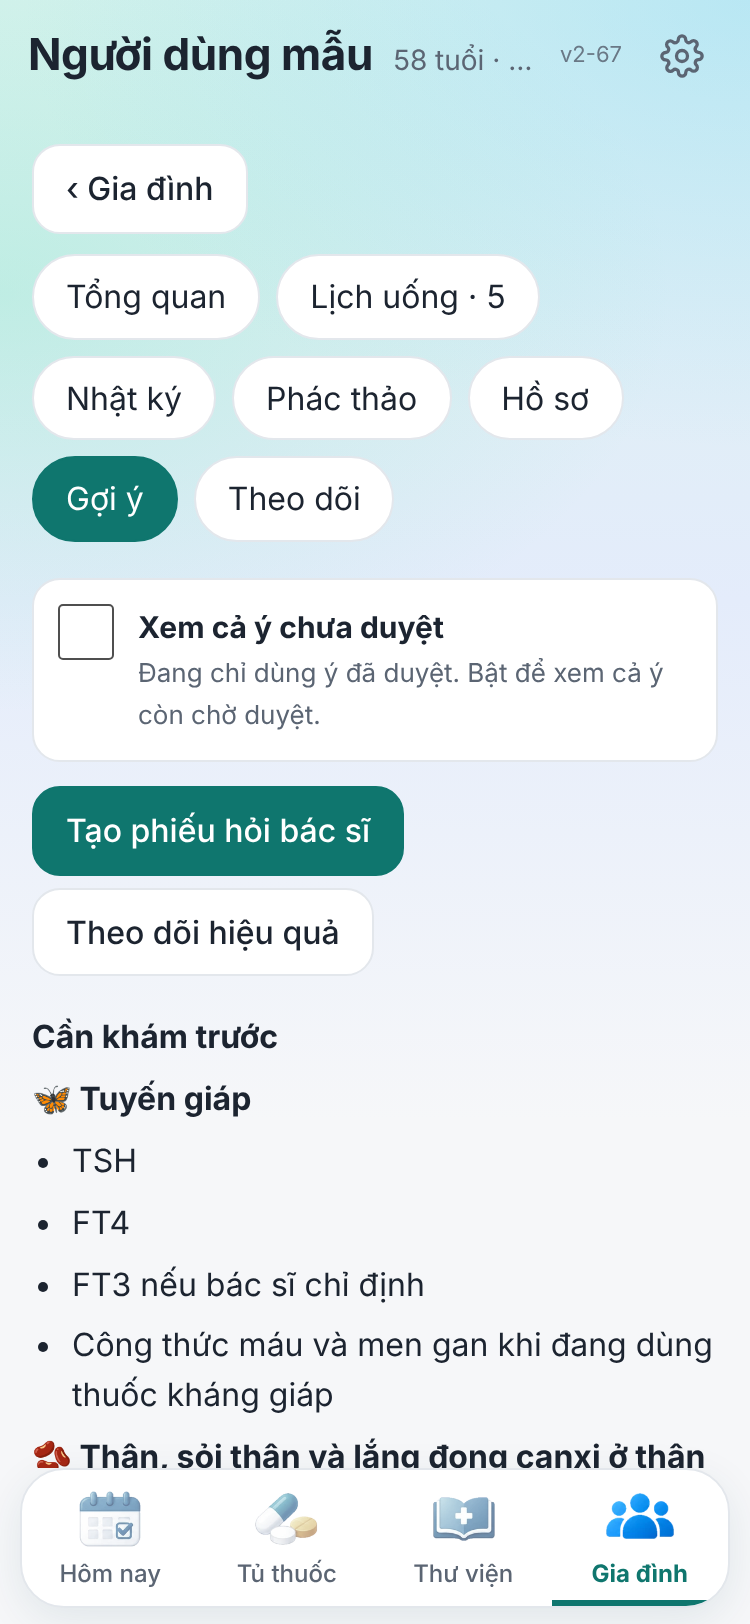 Người dùng mẫu 58 tuổi · ... v2-67
‹ Gia đình
Tổng quan
Lịch uống · 5
Nhật ký
Phác thảo
Hồ sơ
Gợi ý
Theo dõi
Xem cả ý chưa duyệt
Đang chỉ dùng ý đã duyệt. Bật để xem cả ý
còn chờ duyệt.
Tạo phiếu hỏi bác sĩ
Theo dõi hiệu quả
Cần khám trước
🦋 Tuyến giáp
• TSH
• FT4
• FT3 nếu bác sĩ chỉ định
• Công thức máu và men gan khi đang dùng
thuốc kháng giáp
🫘 Thận, sỏi thận và lắng đọng canxi ở thận
Hôm nay
Tủ thuốc
Thư viện
Gia đình